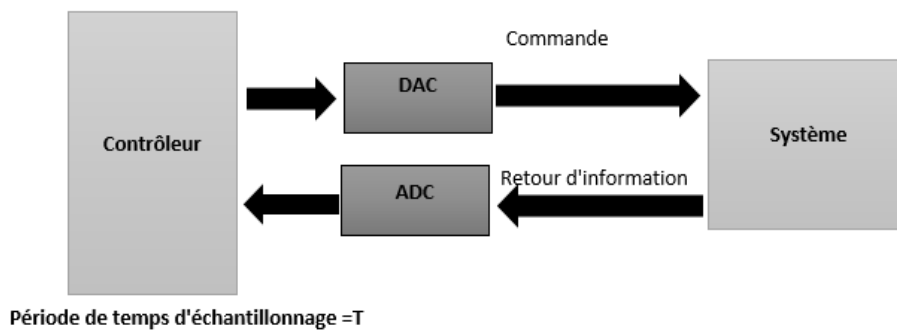 Commande
DAC
Contrôleur
Système
ADC
Retour d'information
Période de temps d'échantillonnage =T